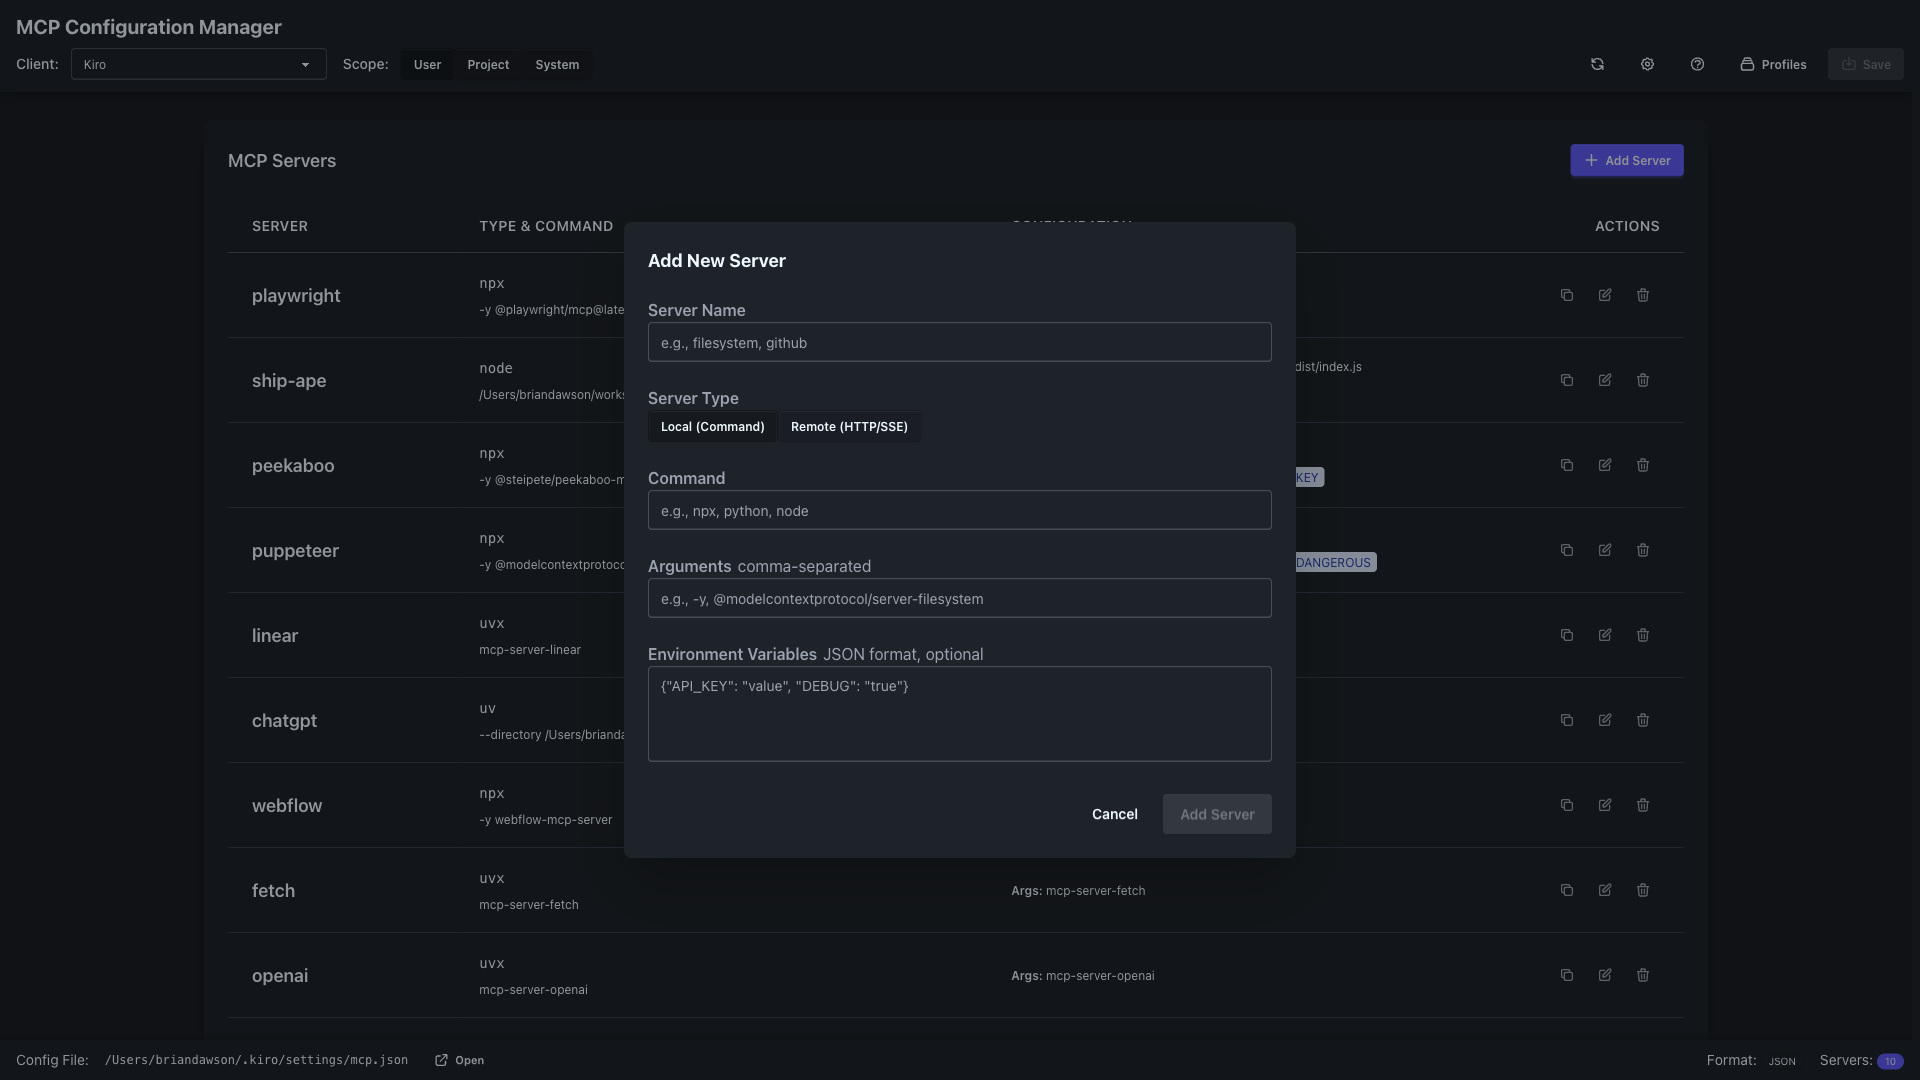 MCP Configuration Manager
Client: Kiro Scope: User Project System Profiles Save
MCP Servers Add Server
SERVER TYPE & COMMAND ACTIONS
playwright npx
-y @playwright/mcp@late
ship-ape node dist/index.js
/Users/briandawson/works
peekaboo npx
-y @steipete/peekaboo-m KEY
puppeteer npx
-y @modelcontextprotoco DANGEROUS
linear uvx
mcp-server-linear
chatgpt uv
--directory /Users/brianda
webflow npx
-y webflow-mcp-server
fetch uvx Args: mcp-server-fetch
mcp-server-fetch
openai uvx Args: mcp-server-openai
mcp-server-openai
Add New Server
Server Name
e.g., filesystem, github
Server Type
Local (Command) Remote (HTTP/SSE)
Command
e.g., npx, python, node
Arguments comma-separated
e.g., -y, @modelcontextprotocol/server-filesystem
Environment Variables JSON format, optional
{"API_KEY": "value", "DEBUG": "true"}
Cancel Add Server
Config File: /Users/briandawson/.kiro/settings/mcp.json Open Format: JSON Servers: 10